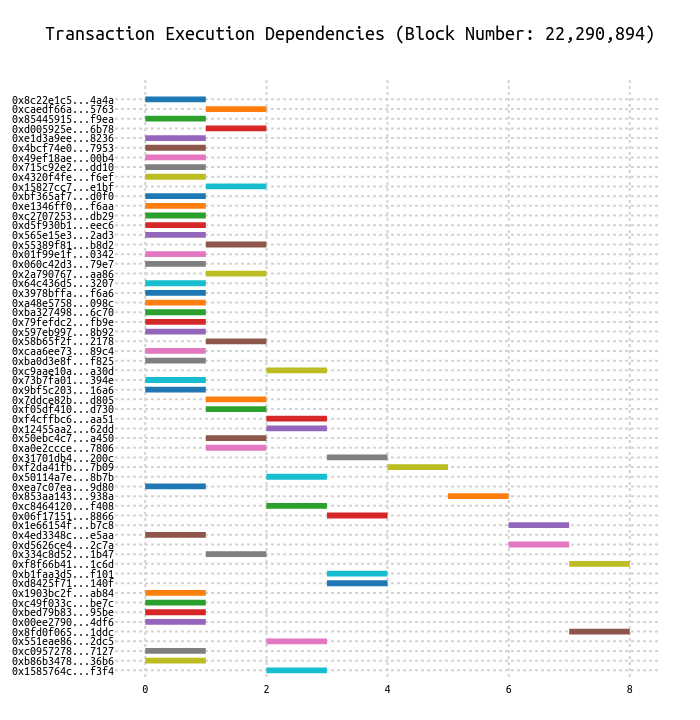 Transaction Execution Dependencies (Block Number: 22,290,894)
0x8c22e1c5...4a4a
0xcaedf66a...5763
0x85445915...f9ea
0xd005925e...6b78
0xe1d3a9ee...8236
0x4bcf74e0...7953
0x49ef18ae...00b4
0x715c92e2...dd10
0x4320f4fe...f6ef
0x15827cc7...e1bf
0xbf365af7...d0f0
0xe1346ff0...f6aa
0xc2707253...db29
0xd5f930b1...eec6
0x565e15e3...2ad3
0x55389f81...b8d2
0x01f99e1f...0342
0x060c42d3...79e7
0x2a790767...aa86
0x64c436d5...3207
0x3978bffa...f6a6
0xa48e5758...098c
0xba327498...6c70
0x79fefdc2...fb9e
0x597eb997...8b92
0x58b65f2f...2178
0xcaa6ee73...89c4
0xba0d3e8f...f825
0xc9aae10a...a30d
0x73b7fa01...394e
0x9bf5c203...16a6
0x7ddce82b...d805
0xf05df410...d730
0xf4cffbc6...aa51
0x12455aa2...62dd
0x50ebc4c7...a450
0xa0e2ccce...7806
0x31701db4...200c
0xf2da41fb...7b09
0x50114a7e...8b7b
0xea7c07ea...9d80
0x853aa143...938a
0xc8464120...f408
0x06f17151...8866
0x1e66154f...b7c8
0x4ed3348c...e5aa
0xd5626ce4...2c7a
0x334c8d52...1b47
0xf8f66b41...1c6d
0xb1faa3d5...f101
0xd8425f71...140f
0x1903bc2f...ab84
0xc49f033c...be7c
0xbed79b83...95be
0x00ee2790...4df6
0x8fd0f065...1ddc
0x551eae86...2dc5
0xc0957278...7127
0xb86b3478...36b6
0x1585764c...f3f4
0 2 4 6 8